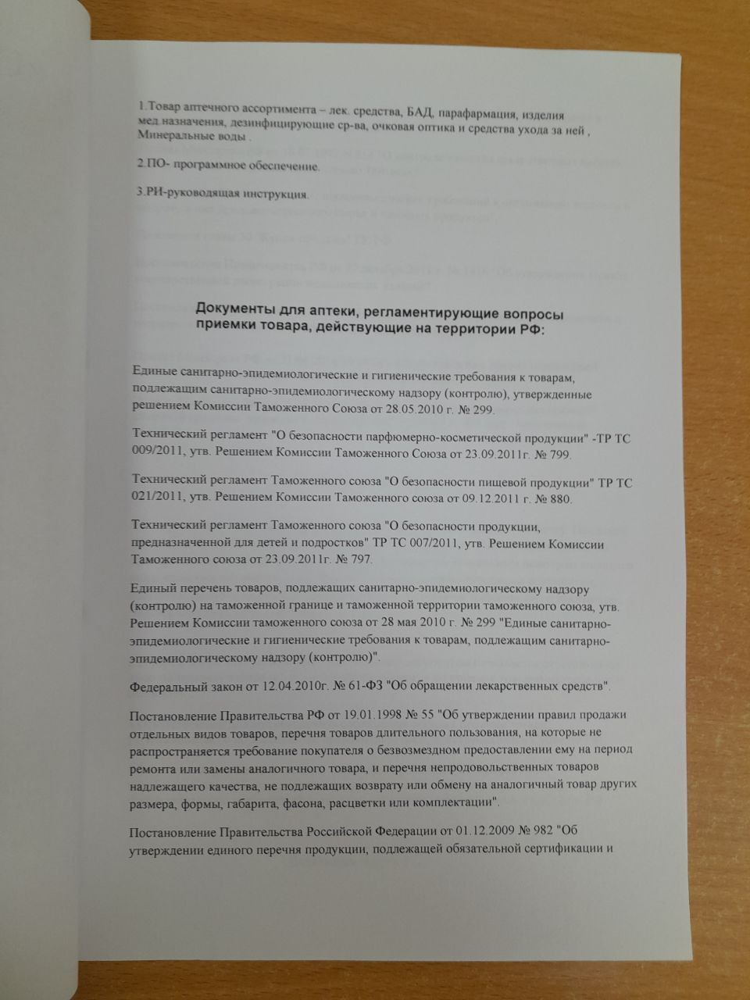 1.Товар аптечного ассортимента – лек. средства, БАД, парафармация, изделия
мед.назначения, дезинфицирующие ср-ва, очковая оптика и средства ухода за ней ,
Минеральные воды .
2.ПО- программное обеспечение.
3.РИ-руководящая инструкция.
Документы для аптеки, регламентирующие вопросы
приемки товара, действующие на территории РФ:
Единые санитарно-эпидемиологические и гигиенические требования к товарам,
подлежащим санитарно-эпидемиологическому надзору (контролю), утвержденные
решением Комиссии Таможенного Союза от 28.05.2010 г. № 299.
Технический регламент "О безопасности парфюмерно-косметической продукции" -ТР ТС
009/2011, утв. Решением Комиссии Таможенного Союза от 23.09.2011г. № 799.
Технический регламент Таможенного союза "О безопасности пищевой продукции" ТР ТС
021/2011, утв. Решением Комиссии Таможенного союза от 09.12.2011 г. № 880.
Технический регламент Таможенного союза "О безопасности продукции,
предназначенной для детей и подростков" ТР ТС 007/2011, утв. Решением Комиссии
Таможенного союза от 23.09.2011г. № 797.
Единый перечень товаров, подлежащих санитарно-эпидемиологическому надзору
(контролю) на таможенной границе и таможенной территории таможенного союза, утв.
Решением Комиссии таможенного союза от 28 мая 2010 г. № 299 "Единые санитарно-
эпидемиологические и гигиенические требования к товарам, подлежащим санитарно-
эпидемиологическому надзору (контролю)".
Федеральный закон от 12.04.2010г. № 61-ФЗ "Об обращении лекарственных средств".
Постановление Правительства РФ от 19.01.1998 № 55 "Об утверждении правил продажи
отдельных видов товаров, перечня товаров длительного пользования, на которые не
распространяется требование покупателя о безвозмездном предоставлении ему на период
ремонта или замены аналогичного товара, и перечня непродовольственных товаров
надлежащего качества, не подлежащих возврату или обмену на аналогичный товар других
размера, формы, габарита, фасона, расцветки или комплектации".
Постановление Правительства Российской Федерации от 01.12.2009 № 982 "Об
утверждении единого перечня продукции, подлежащей обязательной сертификации и